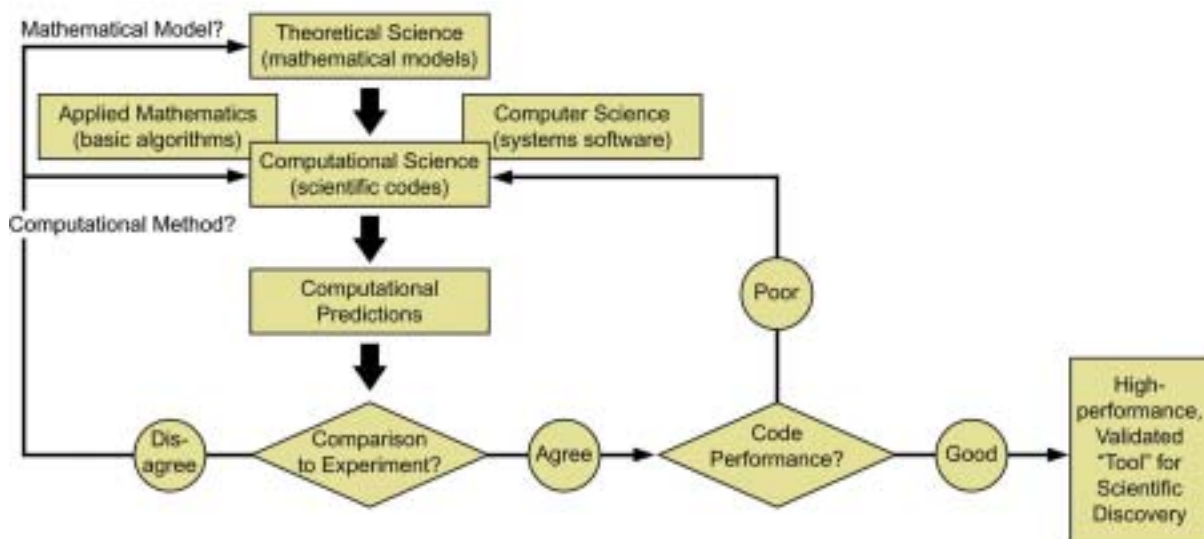 Mathematical Model?
Theoretical Science
(mathematical models)
Applied Mathematics
(basic algorithms)
Computer Science
(systems software)
Computational Science
(scientific codes)
Computational Method?
Computational
Predictions
Poor
Dis-
agree
Comparison
to Experiment?
Agree
Code
Performance?
Good
High-
performance,
Validated
“Tool” for
Scientific
Discovery